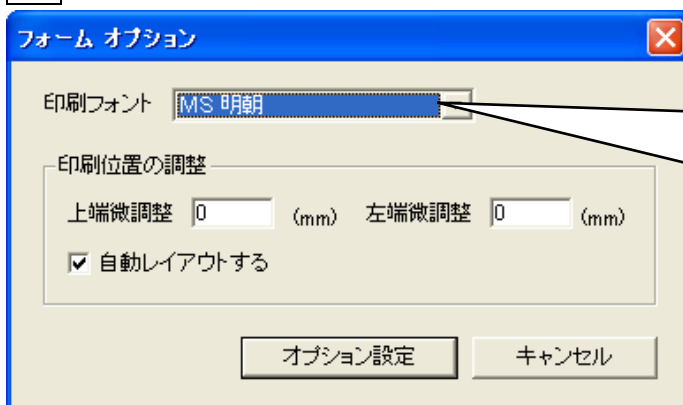 フォーム オプション
印刷フォント MS 明朝
印刷位置の調整
上端微調整 0 (mm) 左端微調整 0 (mm)
自動レイアウトする
オプション設定 キャンセル